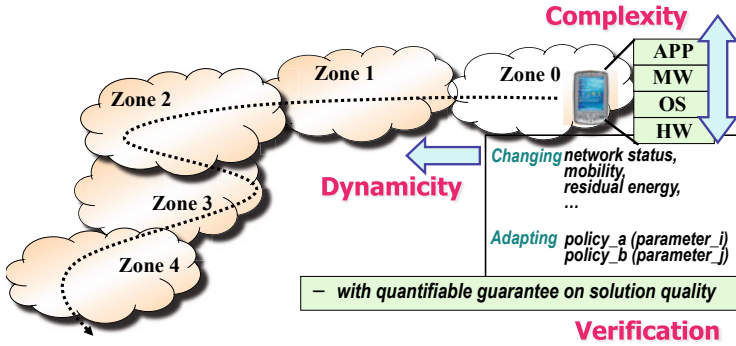 Complexity
Zone 2
Zone 1
Zone 0
APP
MW
OS
HW
Dynamicity
Changing network status,
mobility,
residual energy,
…
Zone 3
Adapting policy_a (parameter_i)
policy_b (parameter_j)
Zone 4
– with quantifiable guarantee on solution quality
Verification